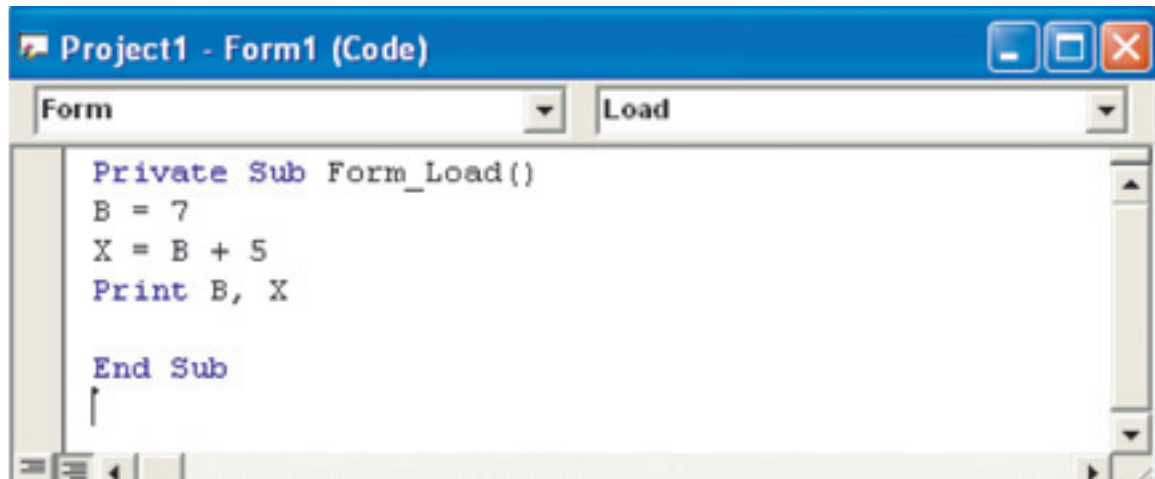 Project1 - Form1 (Code)
Form Load
Private Sub Form_Load()
B = 7
X = B + 5
Print B, X
End Sub